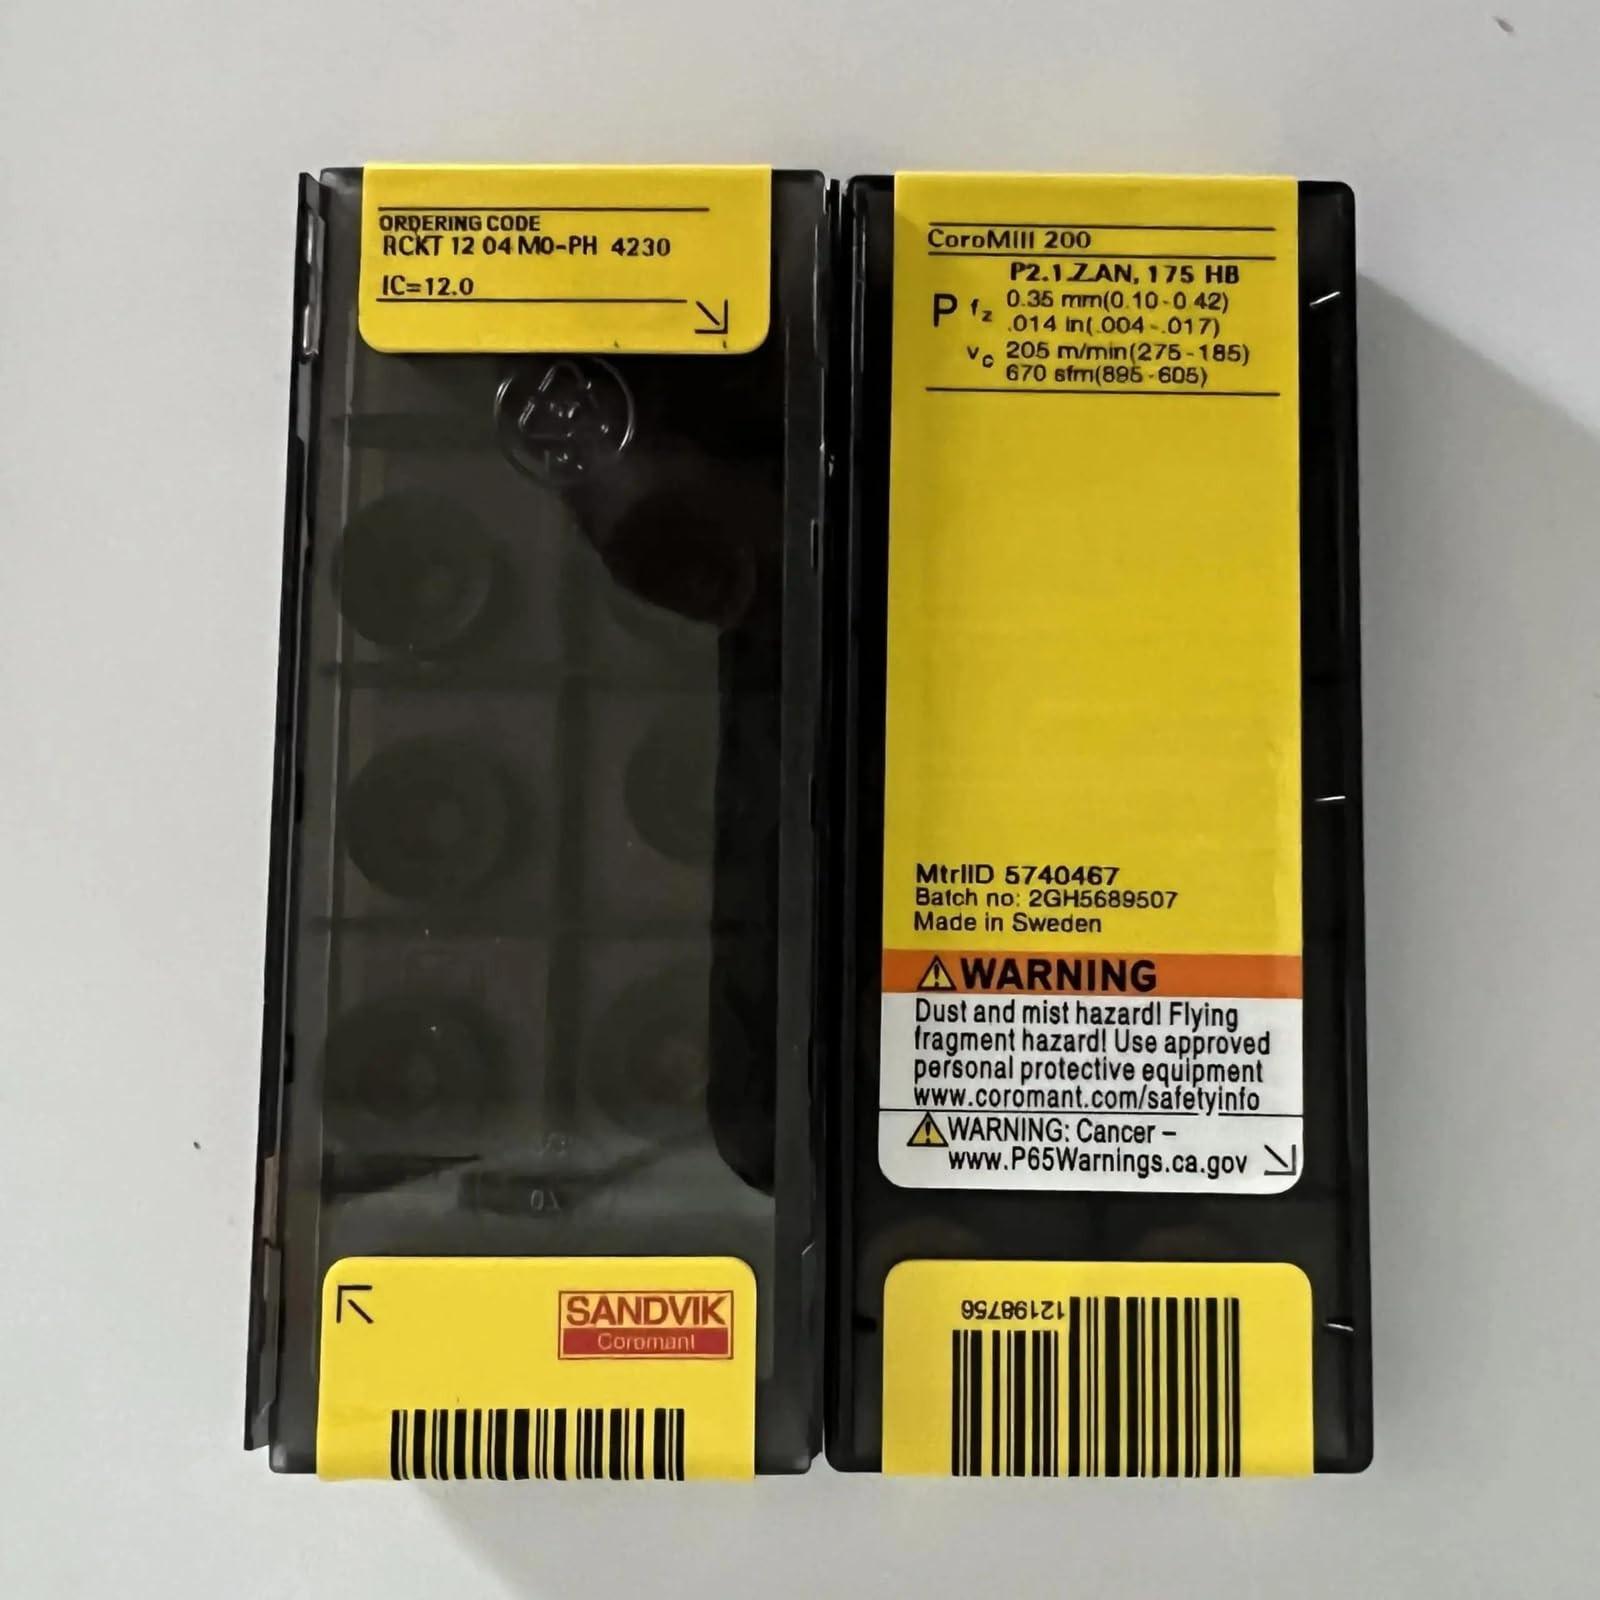 ORDERING CODE
RCKT 12 04 M0-PH 4230
IC=12.0
SANDVIK
Coromant
CoroMill 200
P2.1.Z.AN, 175 HB
P fz 0.35 mm(0.10-0.42)
.014 in(.004-.017)
vc 205 m/min(275-185)
670 sfm(895-605)
MtrlID 5740467
Batch no: 2GH5689507
Made in Sweden
WARNING
Dust and mist hazard! Flying
fragment hazard! Use approved
personal protective equipment
www.coromant.com/safetyinfo
WARNING: Cancer –
www.P65Warnings.ca.gov
12198756